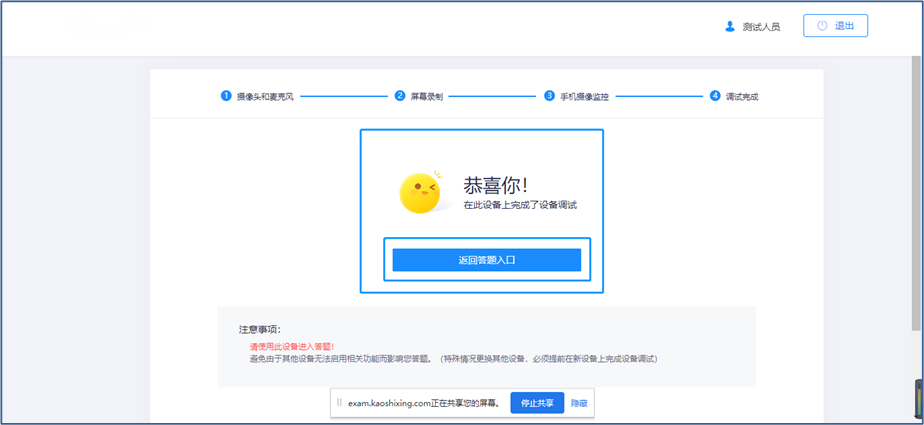 测试人员
退出
1 摄像头和麦克风
2 屏幕录制
3 手机摄像监控
4 调试完成
恭喜你！
在此设备上完成了设备调试
返回答题入口
注意事项：
请使用此设备进入答题！
避免由于其他设备无法启用相关功能而影响您答题。（特殊情况更换其他设备，必须提前在新设备上完成设备调试）
exam.kaoshixing.com正在共享您的屏幕。 停止共享 隐藏